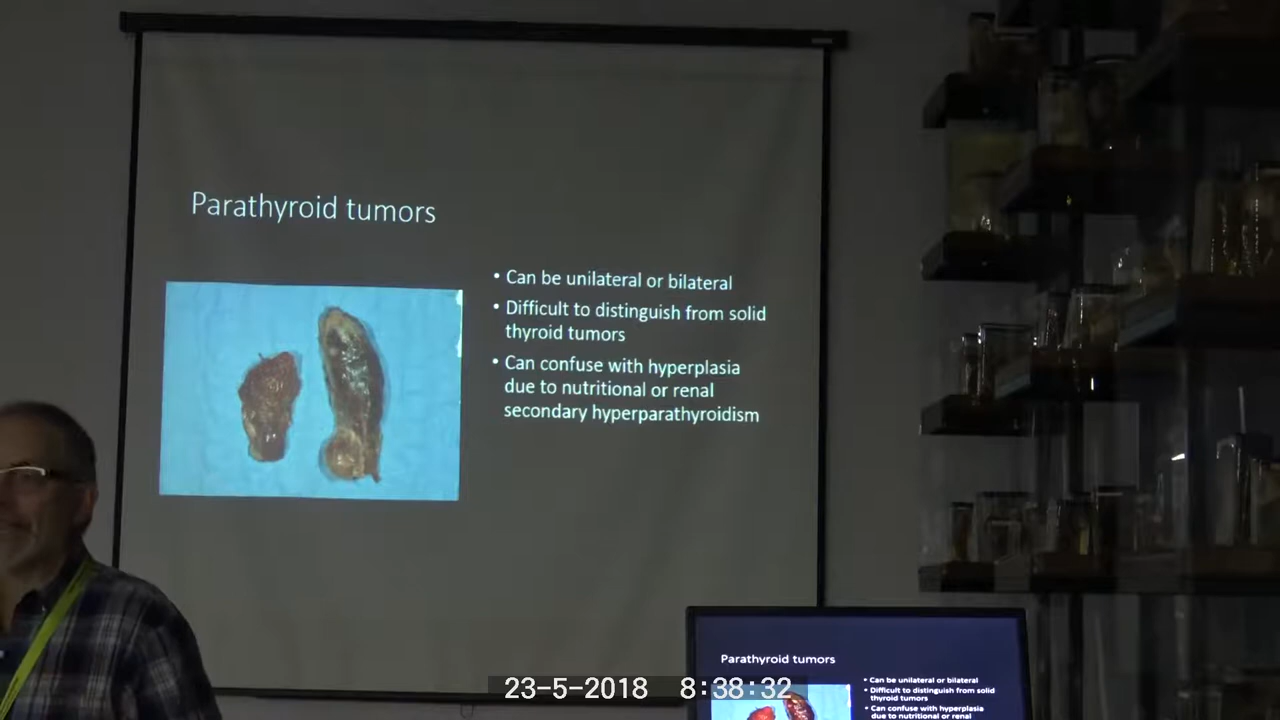 Parathyroid tumors
• Can be unilateral or bilateral
• Difficult to distinguish from solid
thyroid tumors
• Can confuse with hyperplasia
due to nutritional or renal
secondary hyperparathyroidism
Parathyroid tumors
• Can be unilateral or bilateral
• Difficult to distinguish from solid
thyroid tumors
• Can confuse with hyperplasia
due to nutritional or renal
23-5-2018 8:38:32